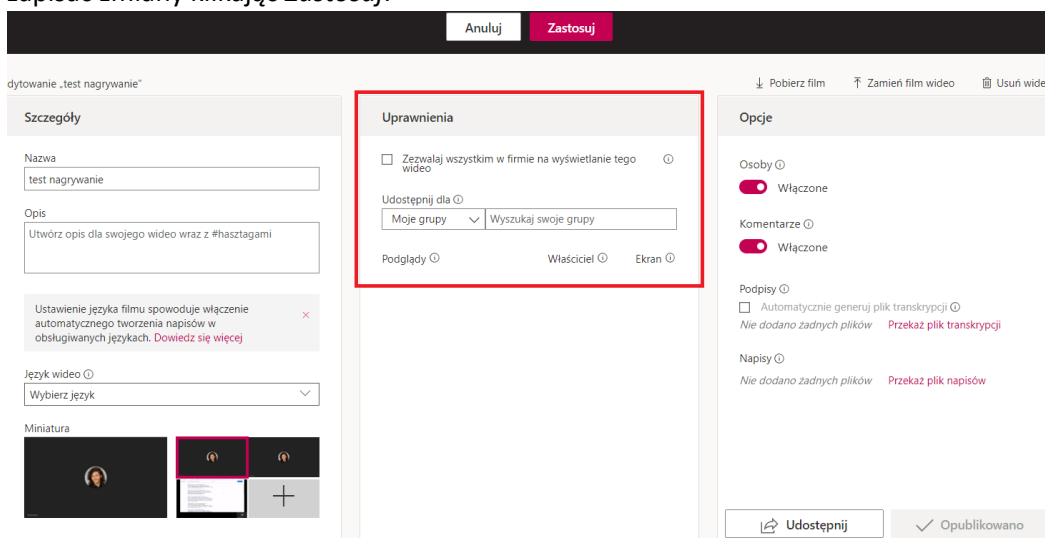 zapisać zmiany klikając Zastosuj.
Anuluj Zastosuj
dytowanie „test nagrywanie"
Pobierz film Zamień film wideo Usuń wide
Szczegóły
Nazwa
test nagrywanie
Opis
Utwórz opis dla swojego wideo wraz z #hasztagami
Ustawienie języka filmu spowoduje włączenie
automatycznego tworzenia napisów w
obsługiwanych językach. Dowiedz się więcej
Język wideo
Wybierz język
Miniatura
Uprawnienia
Zezwalaj wszystkim w firmie na wyświetlanie tego
wideo
Udostępnij dla
Moje grupy Wyszukaj swoje grupy
Podglądy Właściciel Ekran
Opcje
Osoby
Włączone
Komentarze
Włączone
Podpisy
Automatycznie generuj plik transkrypcji
Nie dodano żadnych plików Przekaż plik transkrypcji
Napisy
Nie dodano żadnych plików Przekaż plik napisów
Udostępnij Opublikowano